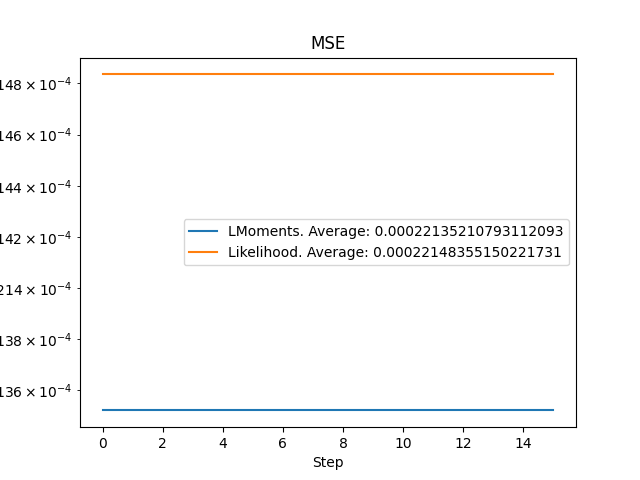 MSE
148 × 10⁻⁴
146 × 10⁻⁴
144 × 10⁻⁴
142 × 10⁻⁴
214 × 10⁻⁴
138 × 10⁻⁴
136 × 10⁻⁴
LMoments. Average: 0.00022135210793112093
Likelihood. Average: 0.00022148355150221731
0 2 4 6 8 10 12 14
Step